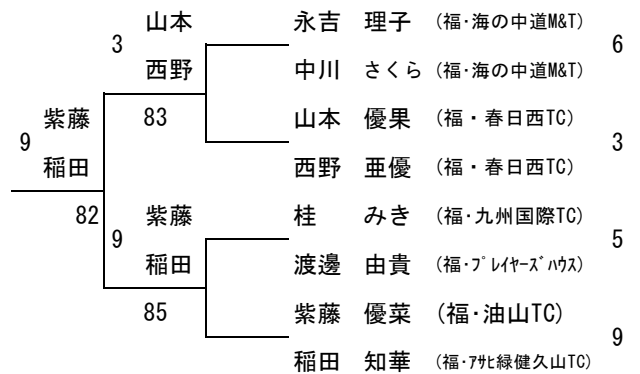 山本 永吉 理子 (福・海の中道M&T)
3 6
西野 中川 さくら (福・海の中道M&T)
紫藤 83 山本 優果 (福・春日西TC)
9 3
稲田 西野 亜優 (福・春日西TC)
82 9 紫藤 桂 みき (福・九州国際TC)
5
稲田 渡邊 由貴 (福・プレイヤーズハウス)
85 紫藤 優菜 (福・油山TC)
9
稲田 知華 (福・アサヒ緑健久山TC)